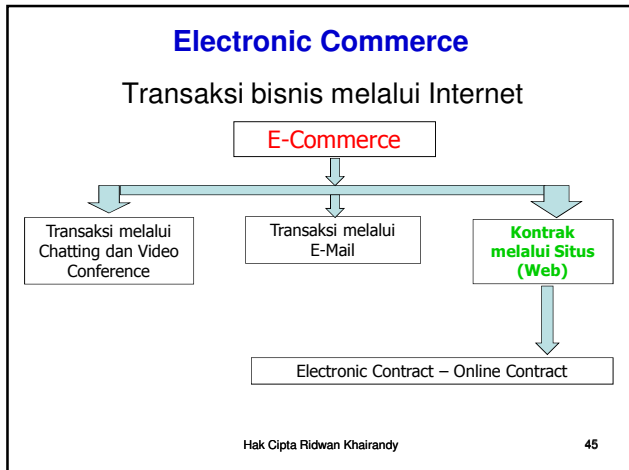 Electronic Commerce
Transaksi bisnis melalui Internet
E-Commerce
Transaksi melalui
Chatting dan Video
Conference
Transaksi melalui
E-Mail
Kontrak
melalui Situs
(Web)
Electronic Contract – Online Contract
Hak Cipta Ridwan Khairandy
45